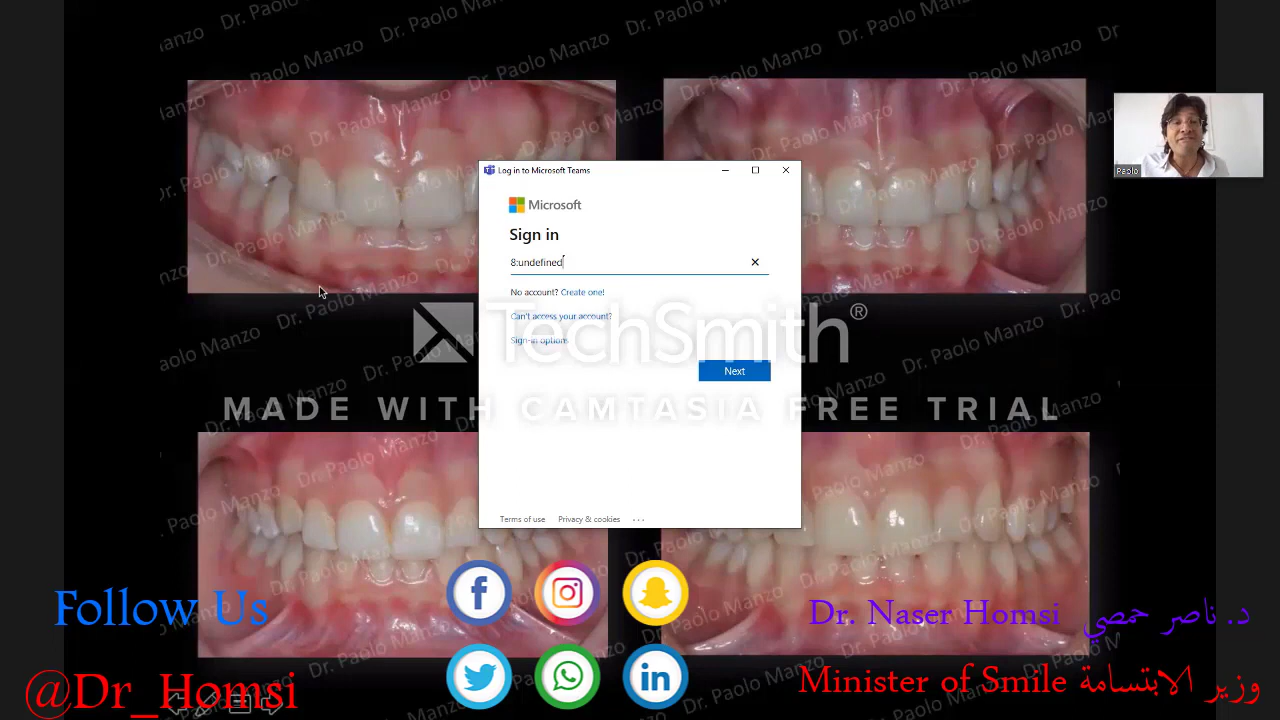 Dr. Paolo Manzo
Paolo
Log in to Microsoft Teams
Microsoft
Sign in
8:undefined
No account? Create one!
Can't access your account?
Sign-in options
Next
TechSmith®
MADE WITH CAMTASIA FREE TRIAL
Terms of use Privacy & cookies ...
Follow Us
Dr. Naser Homsi د. ناصر حمصي
@Dr_Homsi
Minister of Smile وزير الابتسامة